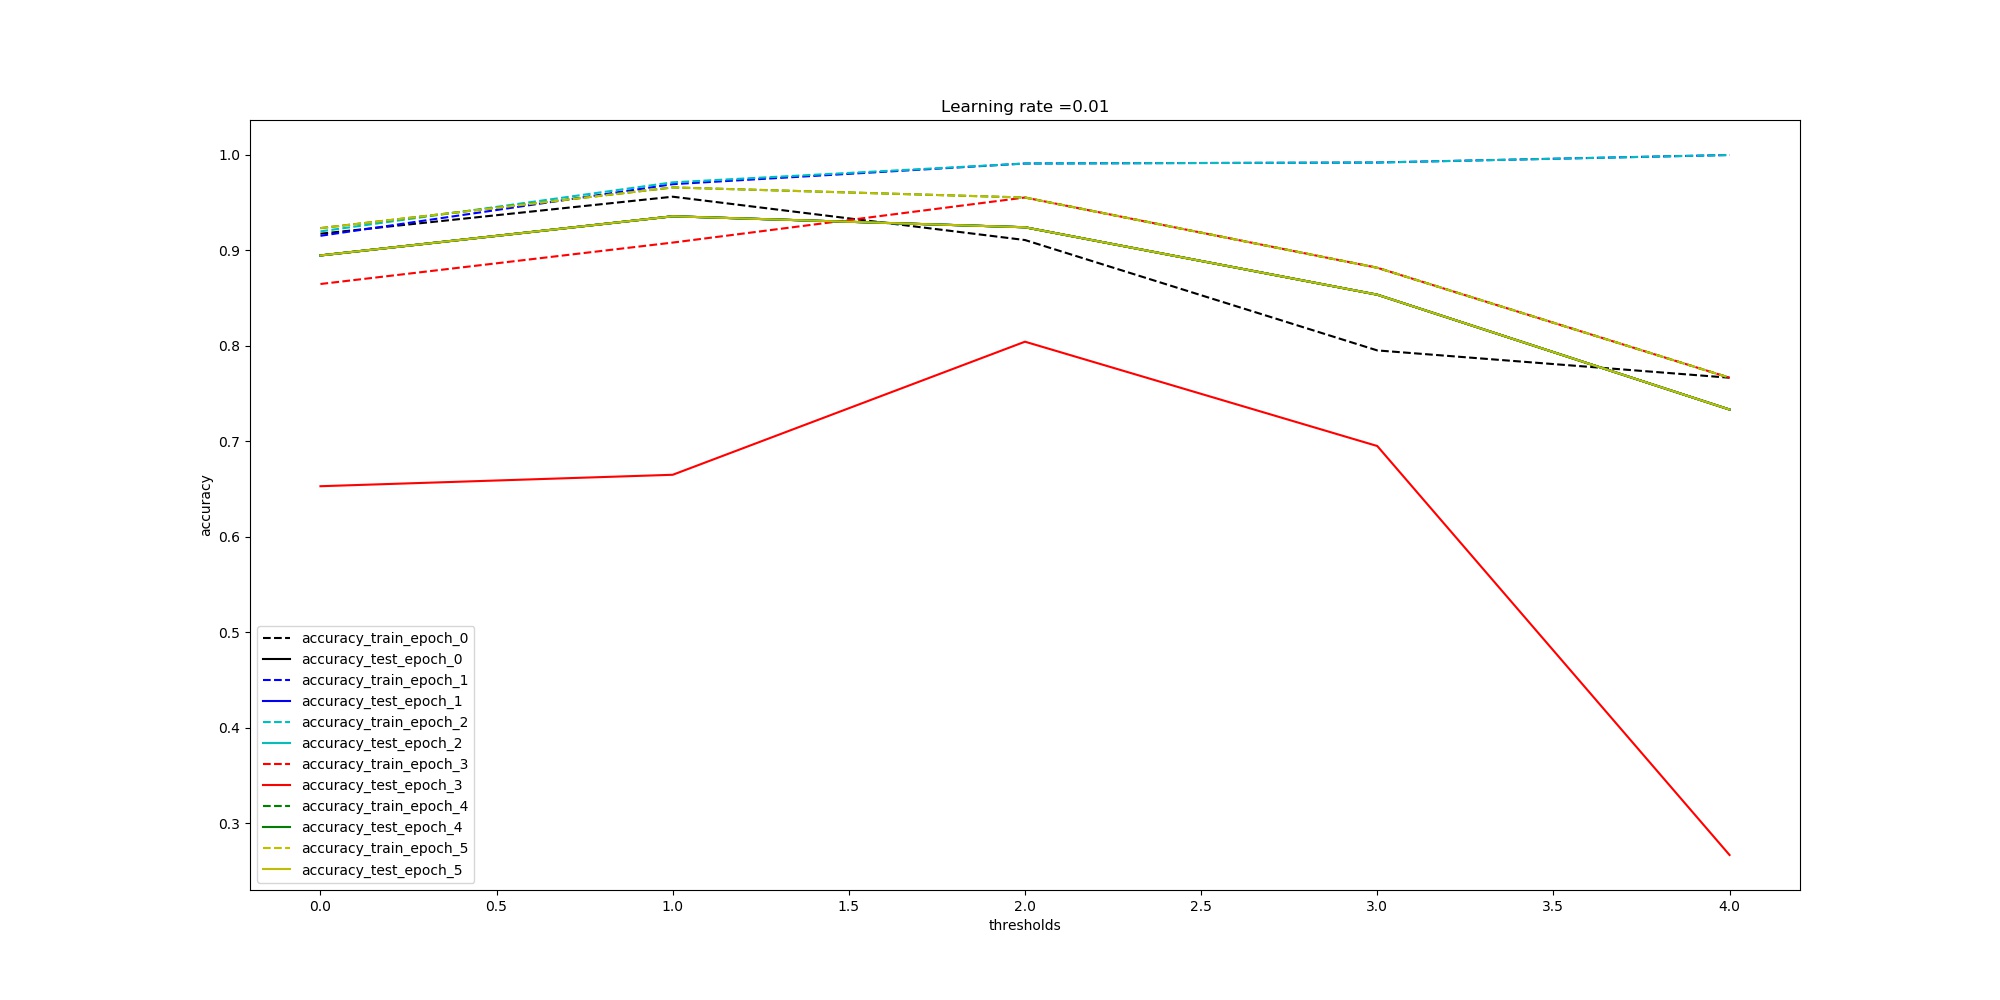 Learning rate =0.01
1.0
0.9
0.8
0.7
0.6
0.5
0.4
0.3
accuracy
accuracy_train_epoch_0
accuracy_test_epoch_0
accuracy_train_epoch_1
accuracy_test_epoch_1
accuracy_train_epoch_2
accuracy_test_epoch_2
accuracy_train_epoch_3
accuracy_test_epoch_3
accuracy_train_epoch_4
accuracy_test_epoch_4
accuracy_train_epoch_5
accuracy_test_epoch_5
0.0 0.5 1.0 1.5 2.0 2.5 3.0 3.5 4.0
thresholds